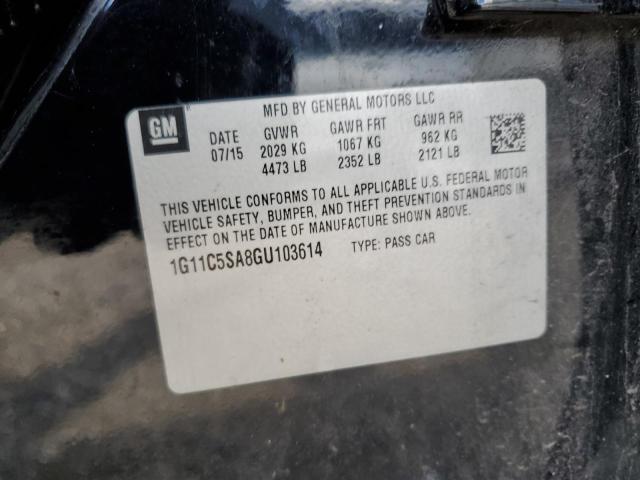 GM
MFD BY GENERAL MOTORS LLC
DATE GVWR GAWR FRT GAWR RR
07/15 2029 KG 1067 KG 962 KG
4473 LB 2352 LB 2121 LB
THIS VEHICLE CONFORMS TO ALL APPLICABLE U.S. FEDERAL MOTOR
VEHICLE SAFETY, BUMPER, AND THEFT PREVENTION STANDARDS IN
EFFECT ON THE DATE OF MANUFACTURE SHOWN ABOVE.
1G11C5SA8GU103614 TYPE: PASS CAR